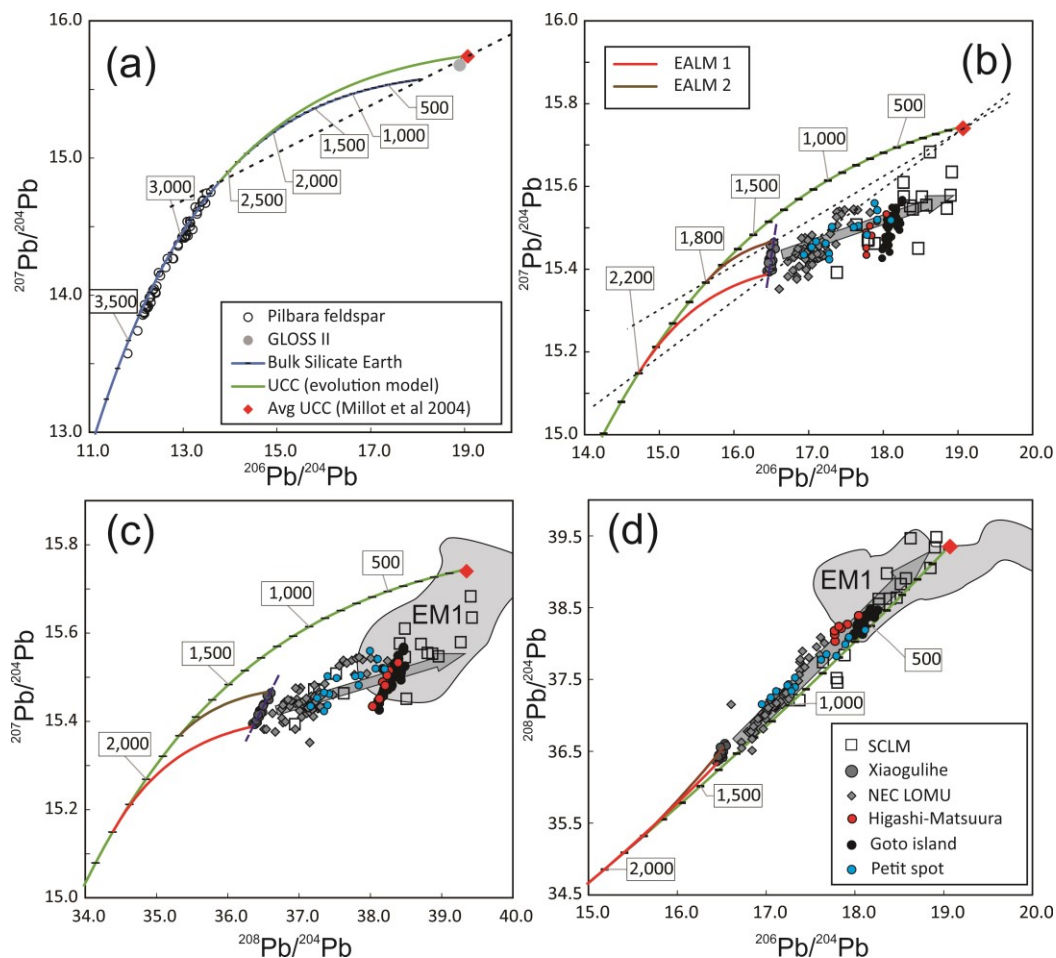 (a)
16.0
15.0
14.0
13.0
²⁰⁷Pb/²⁰⁴Pb
500
1,000
1,500
2,000
2,500
3,000
3,500
Pilbara feldspar
GLOSS II
Bulk Silicate Earth
UCC (evolution model)
Avg UCC (Millot et al 2004)
11.0 13.0 15.0 17.0 19.0
²⁰⁶Pb/²⁰⁴Pb
(b)
15.8
15.6
15.4
15.2
15.0
²⁰⁷Pb/²⁰⁴Pb
EALM 1
EALM 2
500
1,000
1,500
1,800
2,200
14.0 15.0 16.0 17.0 18.0 19.0 20.0
²⁰⁶Pb/²⁰⁴Pb
(c)
15.8
15.6
15.4
15.2
15.0
²⁰⁷Pb/²⁰⁴Pb
500
1,000
EM1
1,500
2,000
34.0 35.0 36.0 37.0 38.0 39.0 40.0
²⁰⁸Pb/²⁰⁴Pb
(d)
39.5
38.5
37.5
36.5
35.5
34.5
²⁰⁸Pb/²⁰⁴Pb
EM1
500
1,000
1,500
2,000
SCLM
Xiaogulihe
NEC LOMU
Higashi-Matsuura
Goto island
Petit spot
15.0 16.0 17.0 18.0 19.0 20.0
²⁰⁶Pb/²⁰⁴Pb